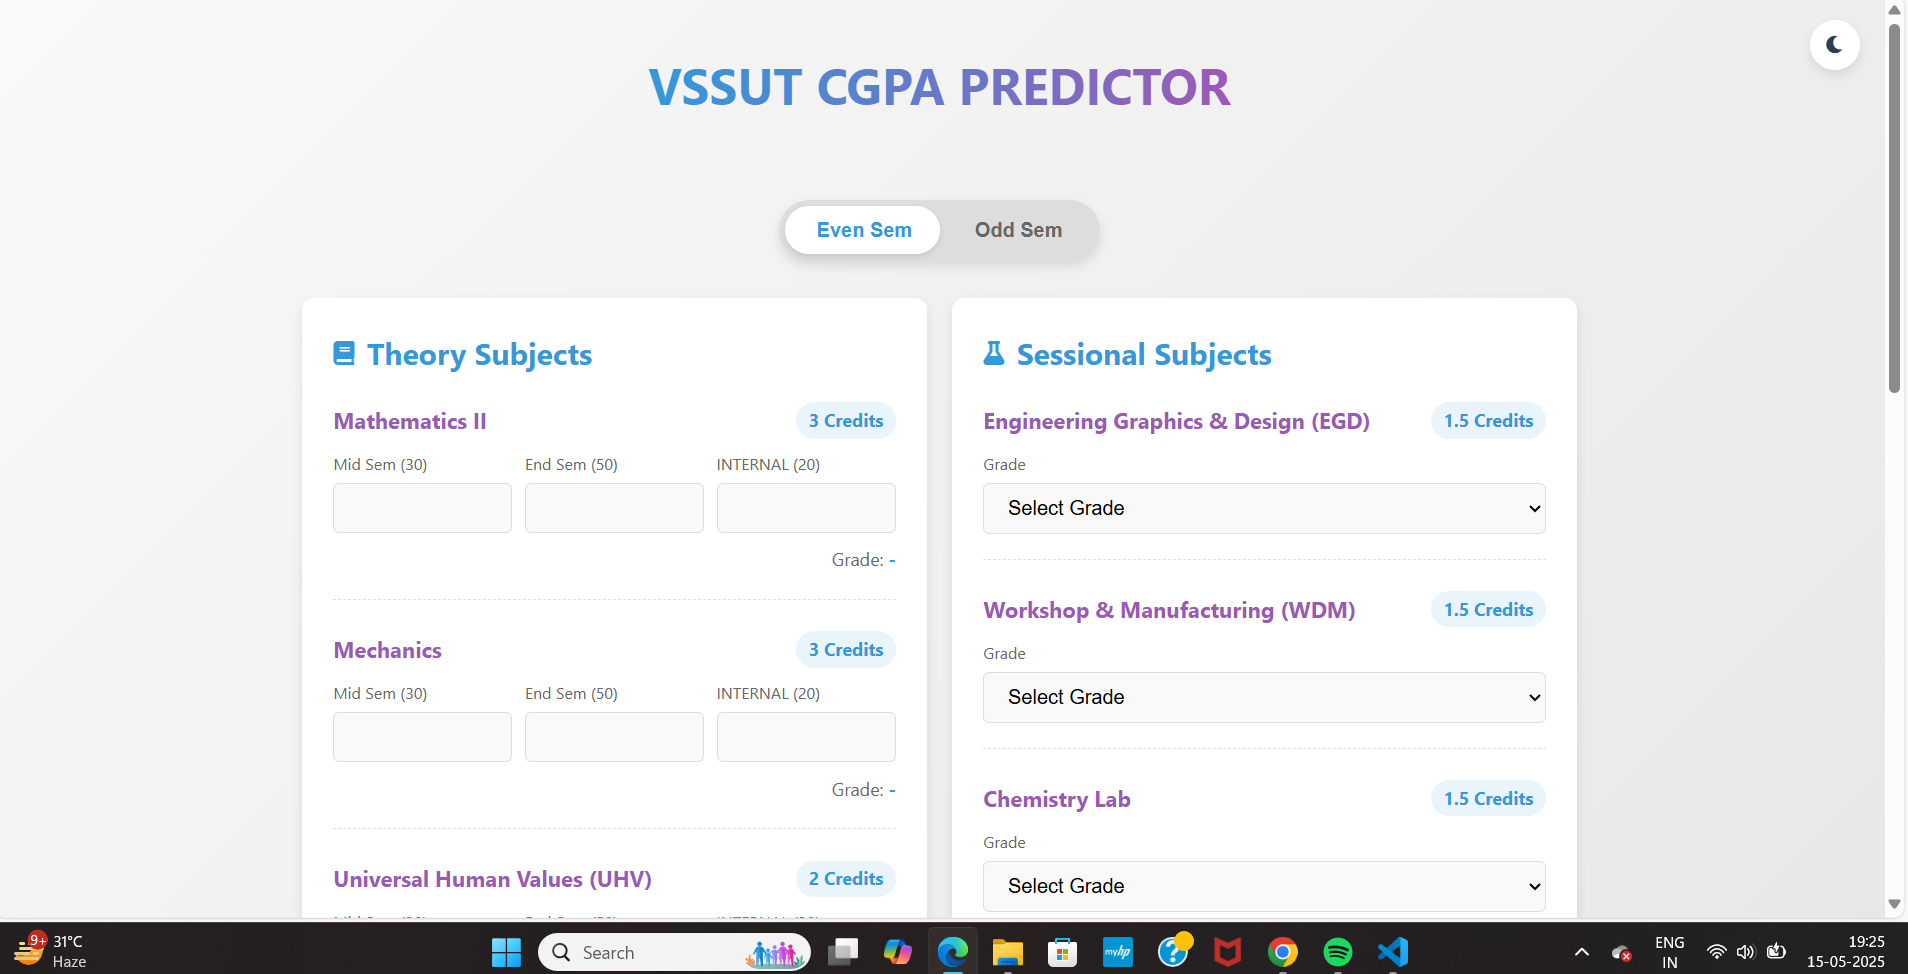 VSSUT CGPA PREDICTOR
Even Sem
Odd Sem
Theory Subjects
Mathematics II
3 Credits
Mid Sem (30)
End Sem (50)
INTERNAL (20)
Grade: -
Mechanics
3 Credits
Mid Sem (30)
End Sem (50)
INTERNAL (20)
Grade: -
Universal Human Values (UHV)
2 Credits
Sessional Subjects
Engineering Graphics & Design (EGD)
1.5 Credits
Grade
Select Grade
Workshop & Manufacturing (WDM)
1.5 Credits
Grade
Select Grade
Chemistry Lab
1.5 Credits
Grade
Select Grade
9+
31°C
Haze
Search
myhp
ENG
IN
19:25
15-05-2025